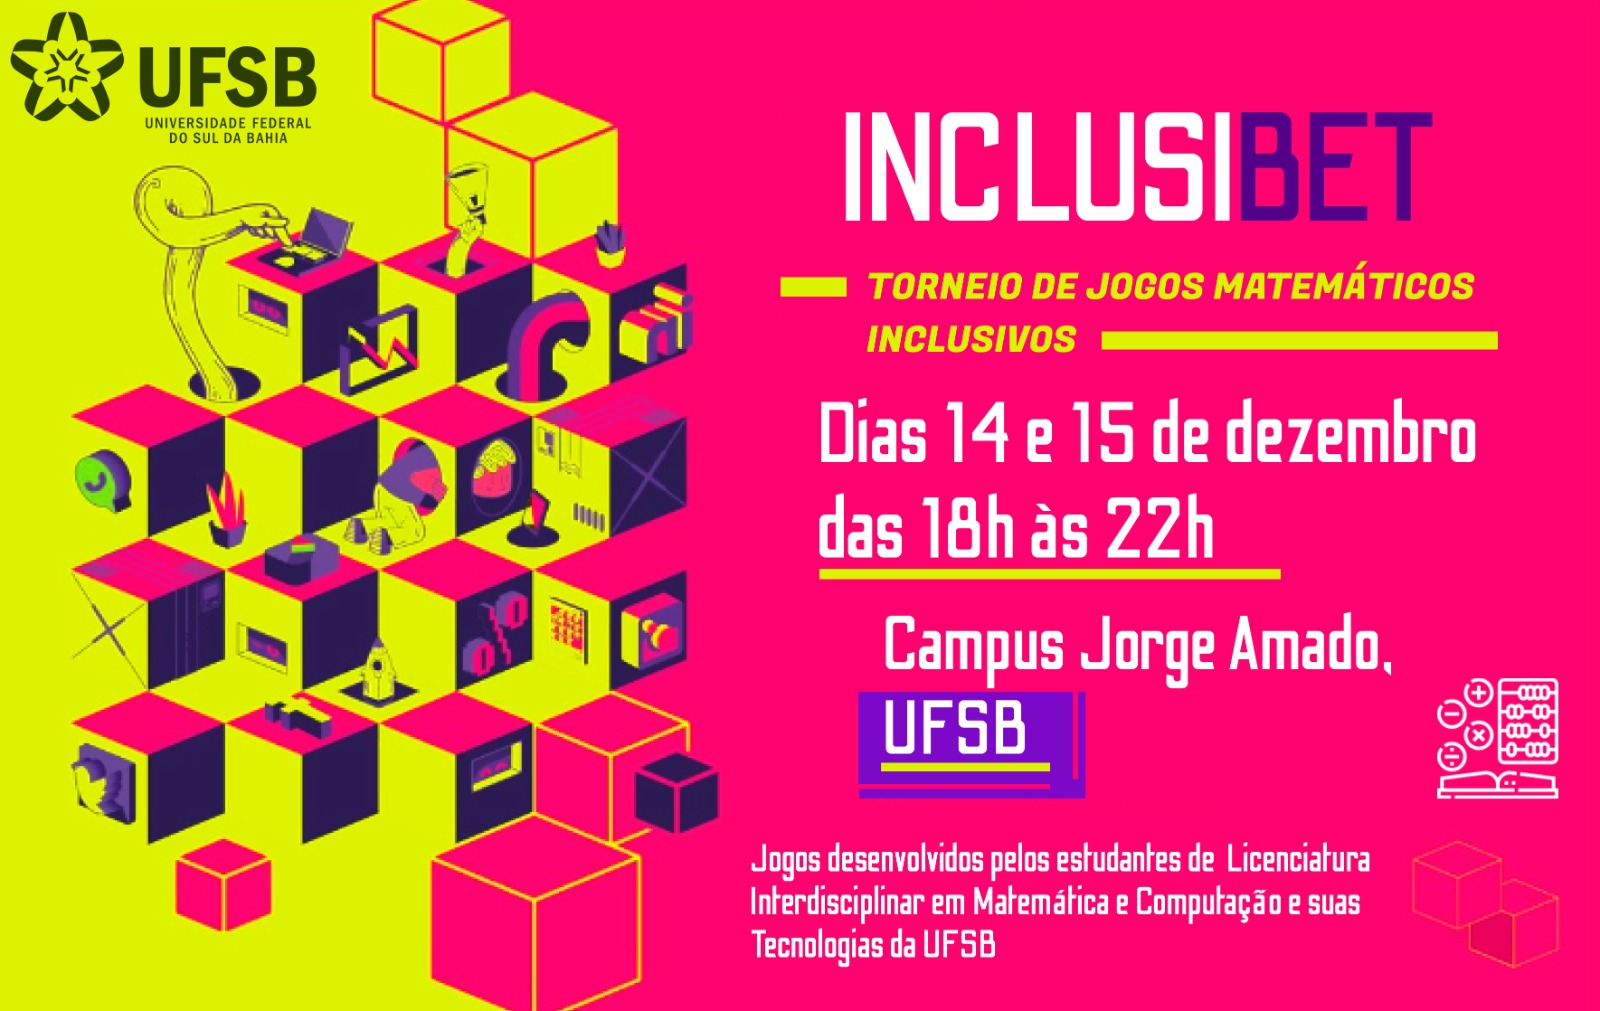 UFSB
UNIVERSIDADE FEDERAL
DO SUL DA BAHIA
INCLUSIBET
TORNEIO DE JOGOS MATEMÁTICOS
INCLUSIVOS
Dias 14 e 15 de dezembro
das 18h às 22h
Campus Jorge Amado,
UFSB
Jogos desenvolvidos pelos estudantes de Licenciatura
Interdisciplinar em Matemática e Computação e suas
Tecnologias da UFSB